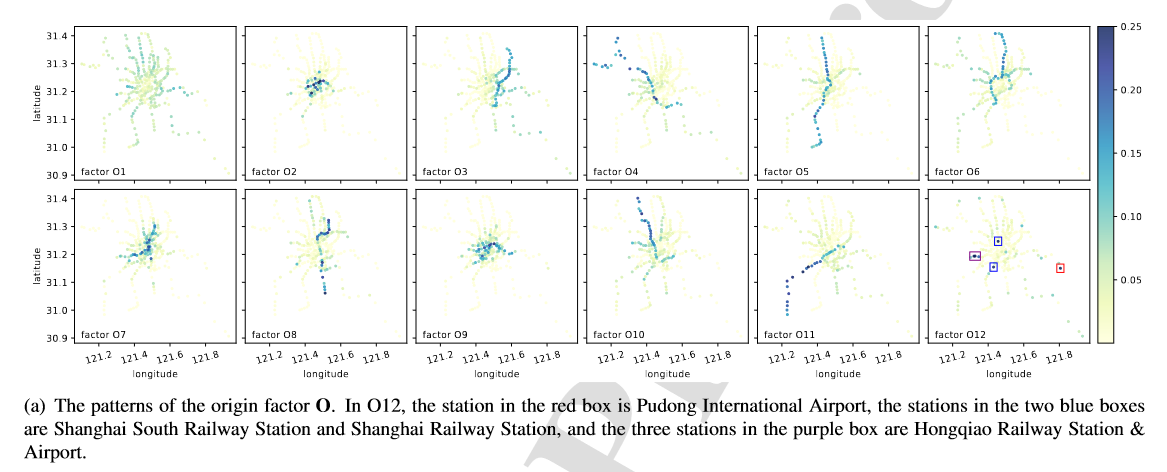 31.4
31.3
31.2
31.1
31.0
30.9
latitude
factor O1
factor O2
factor O3
factor O4
factor O5
factor O6
0.25
0.20
0.15
0.10
0.05
31.4
31.3
31.2
31.1
31.0
30.9
latitude
factor O7
factor O8
factor O9
factor O10
factor O11
factor O12
121.2 121.4 121.6 121.8
121.2 121.4 121.6 121.8
121.2 121.4 121.6 121.8
121.2 121.4 121.6 121.8
121.2 121.4 121.6 121.8
121.2 121.4 121.6 121.8
longitude
longitude
longitude
longitude
longitude
longitude
(a) The patterns of the origin factor O. In O12, the station in the red box is Pudong International Airport, the stations in the two blue boxes
are Shanghai South Railway Station and Shanghai Railway Station, and the three stations in the purple box are Hongqiao Railway Station &
Airport.